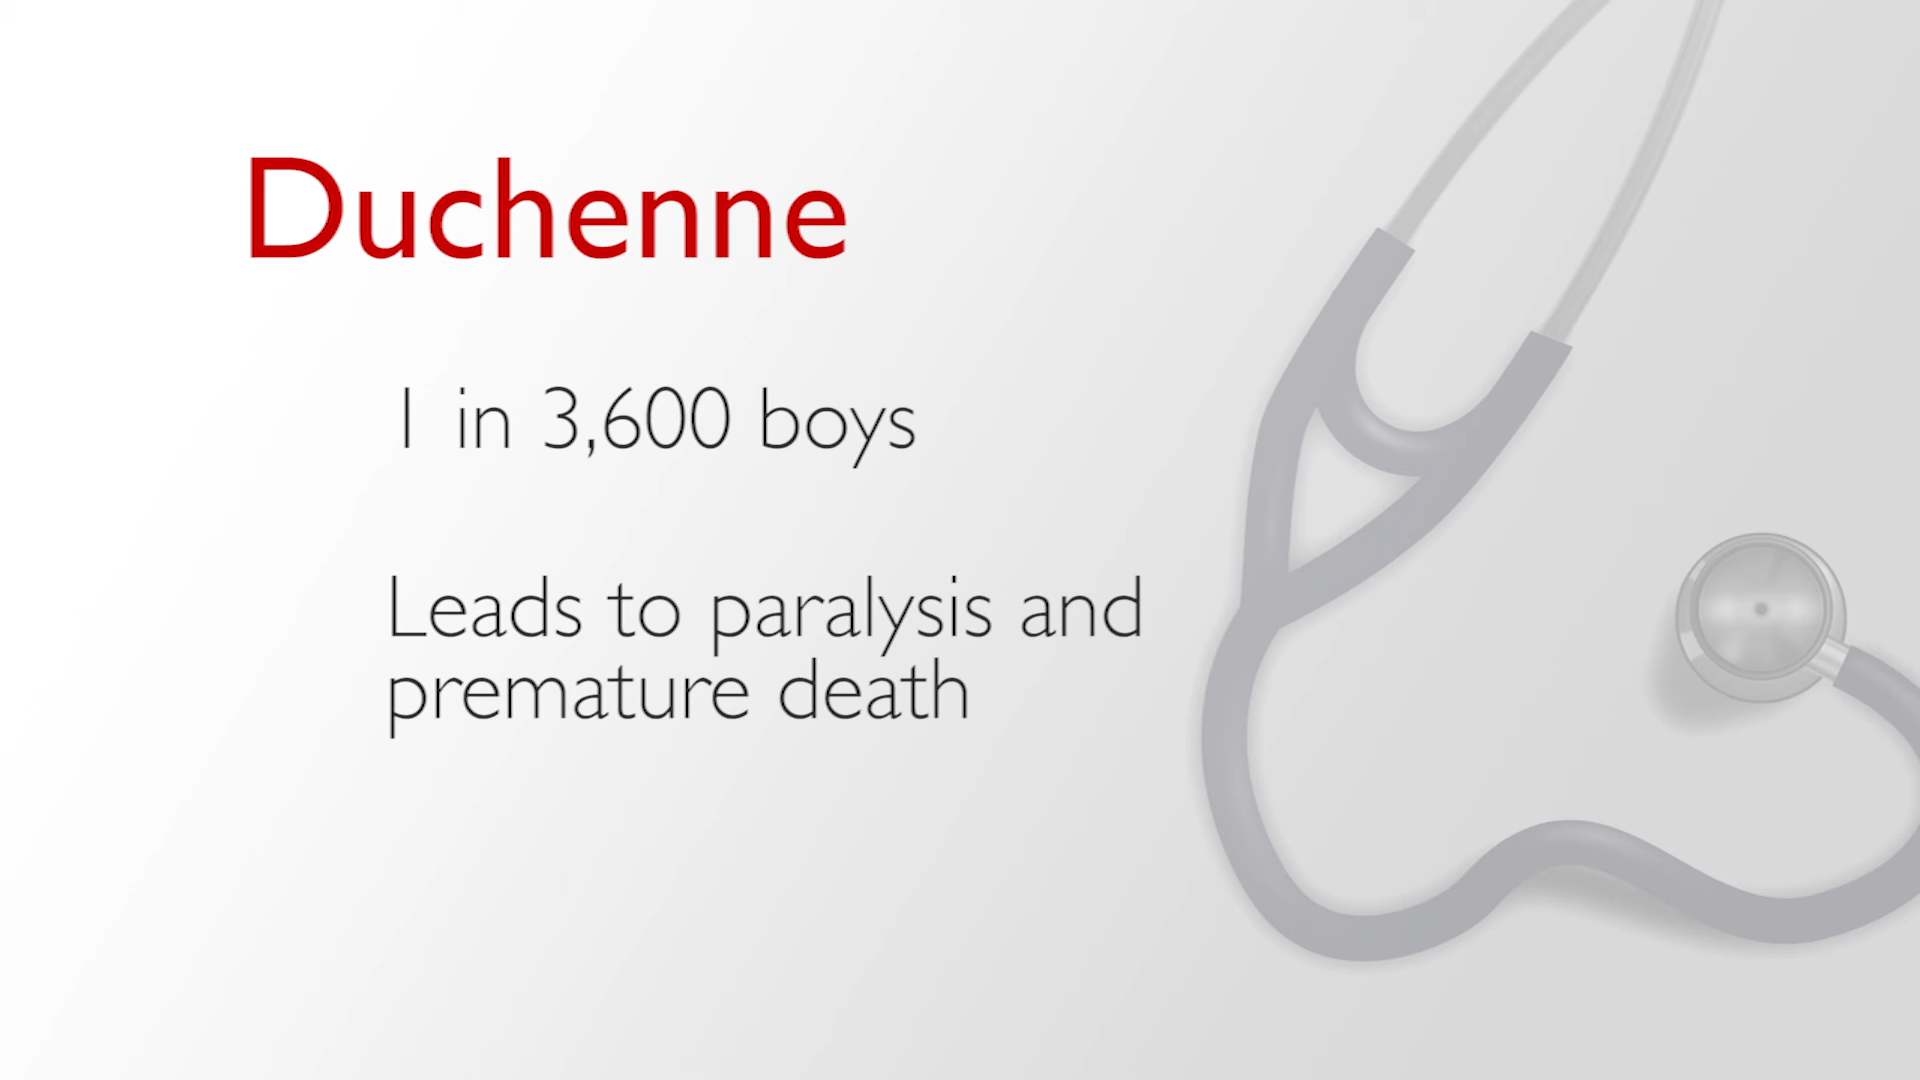 Duchenne
1 in 3,600 boys
Leads to paralysis and
premature death